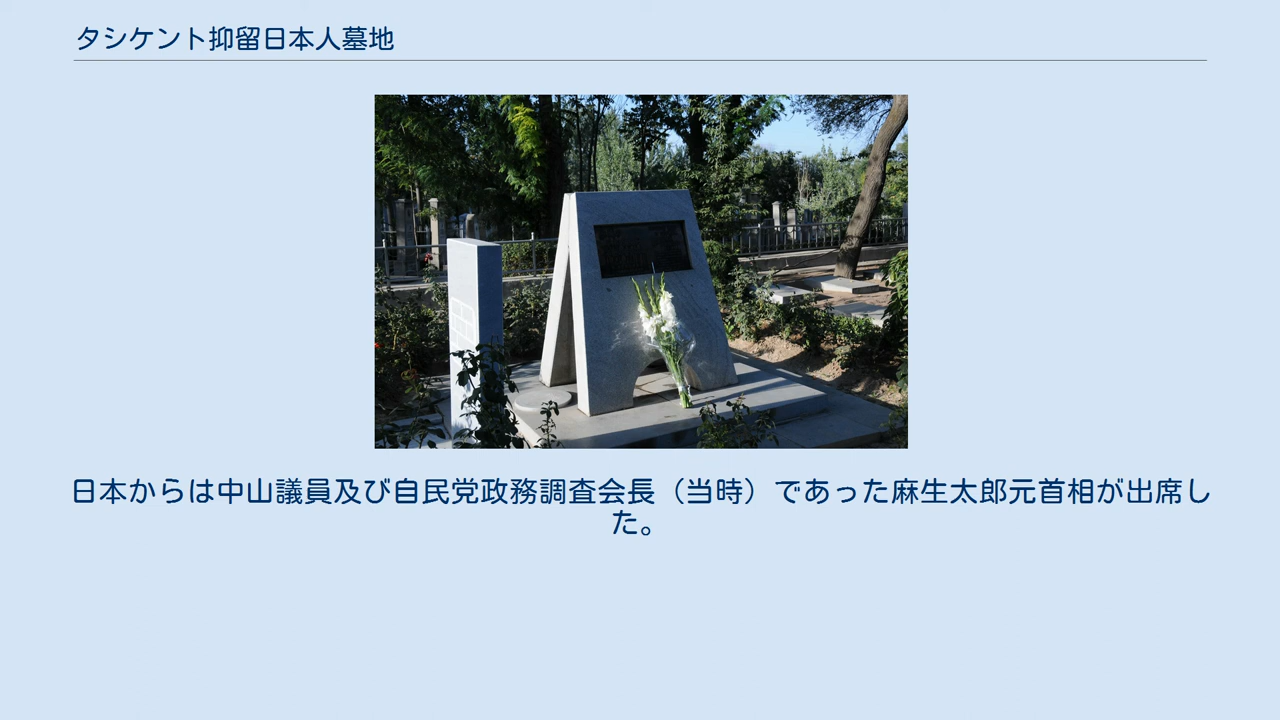 タシケント抑留日本人墓地
日本からは中山議員及び自民党政務調査会長（当時）であった麻生太郎元首相が出席し
た。